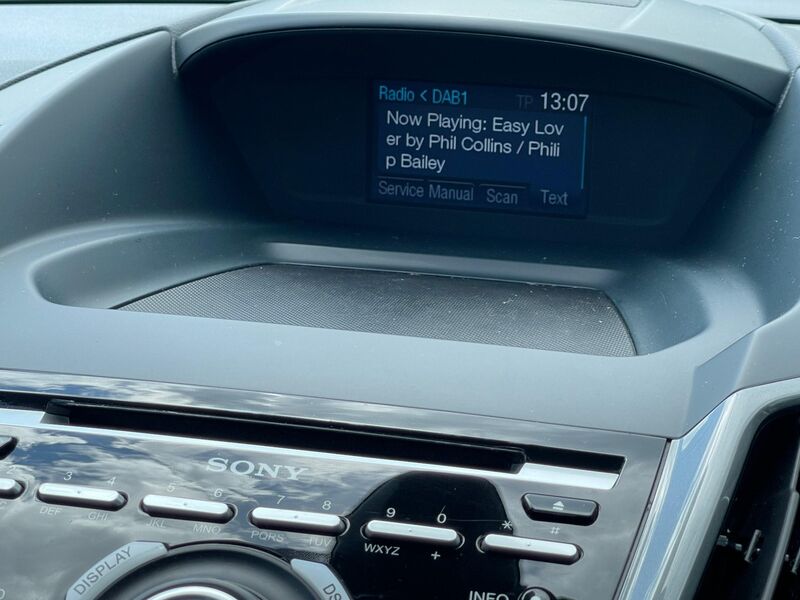 Radio < DAB1 TP 13:07
Now Playing: Easy Lov
er by Phil Collins / Phili
p Bailey
Service Manual Scan Text
SONY
3 4 5 6 7 8 9 0 *
DEF GHI JKL MNO PQRS TUV WXYZ + #
DISPLAY INFO